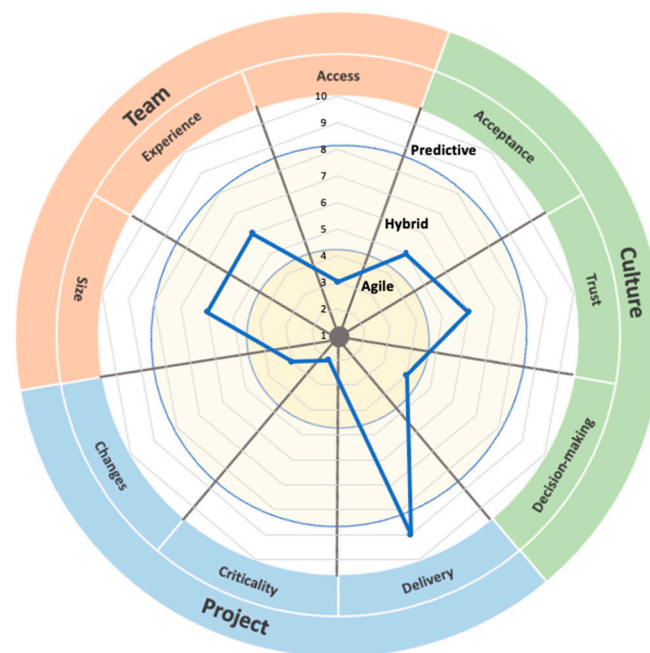 Team
Culture
Project
Access
Acceptance
Trust
Decision-making
Delivery
Criticality
Changes
Size
Experience
10
9
8
7
6
5
4
3
2
1
Predictive
Hybrid
Agile